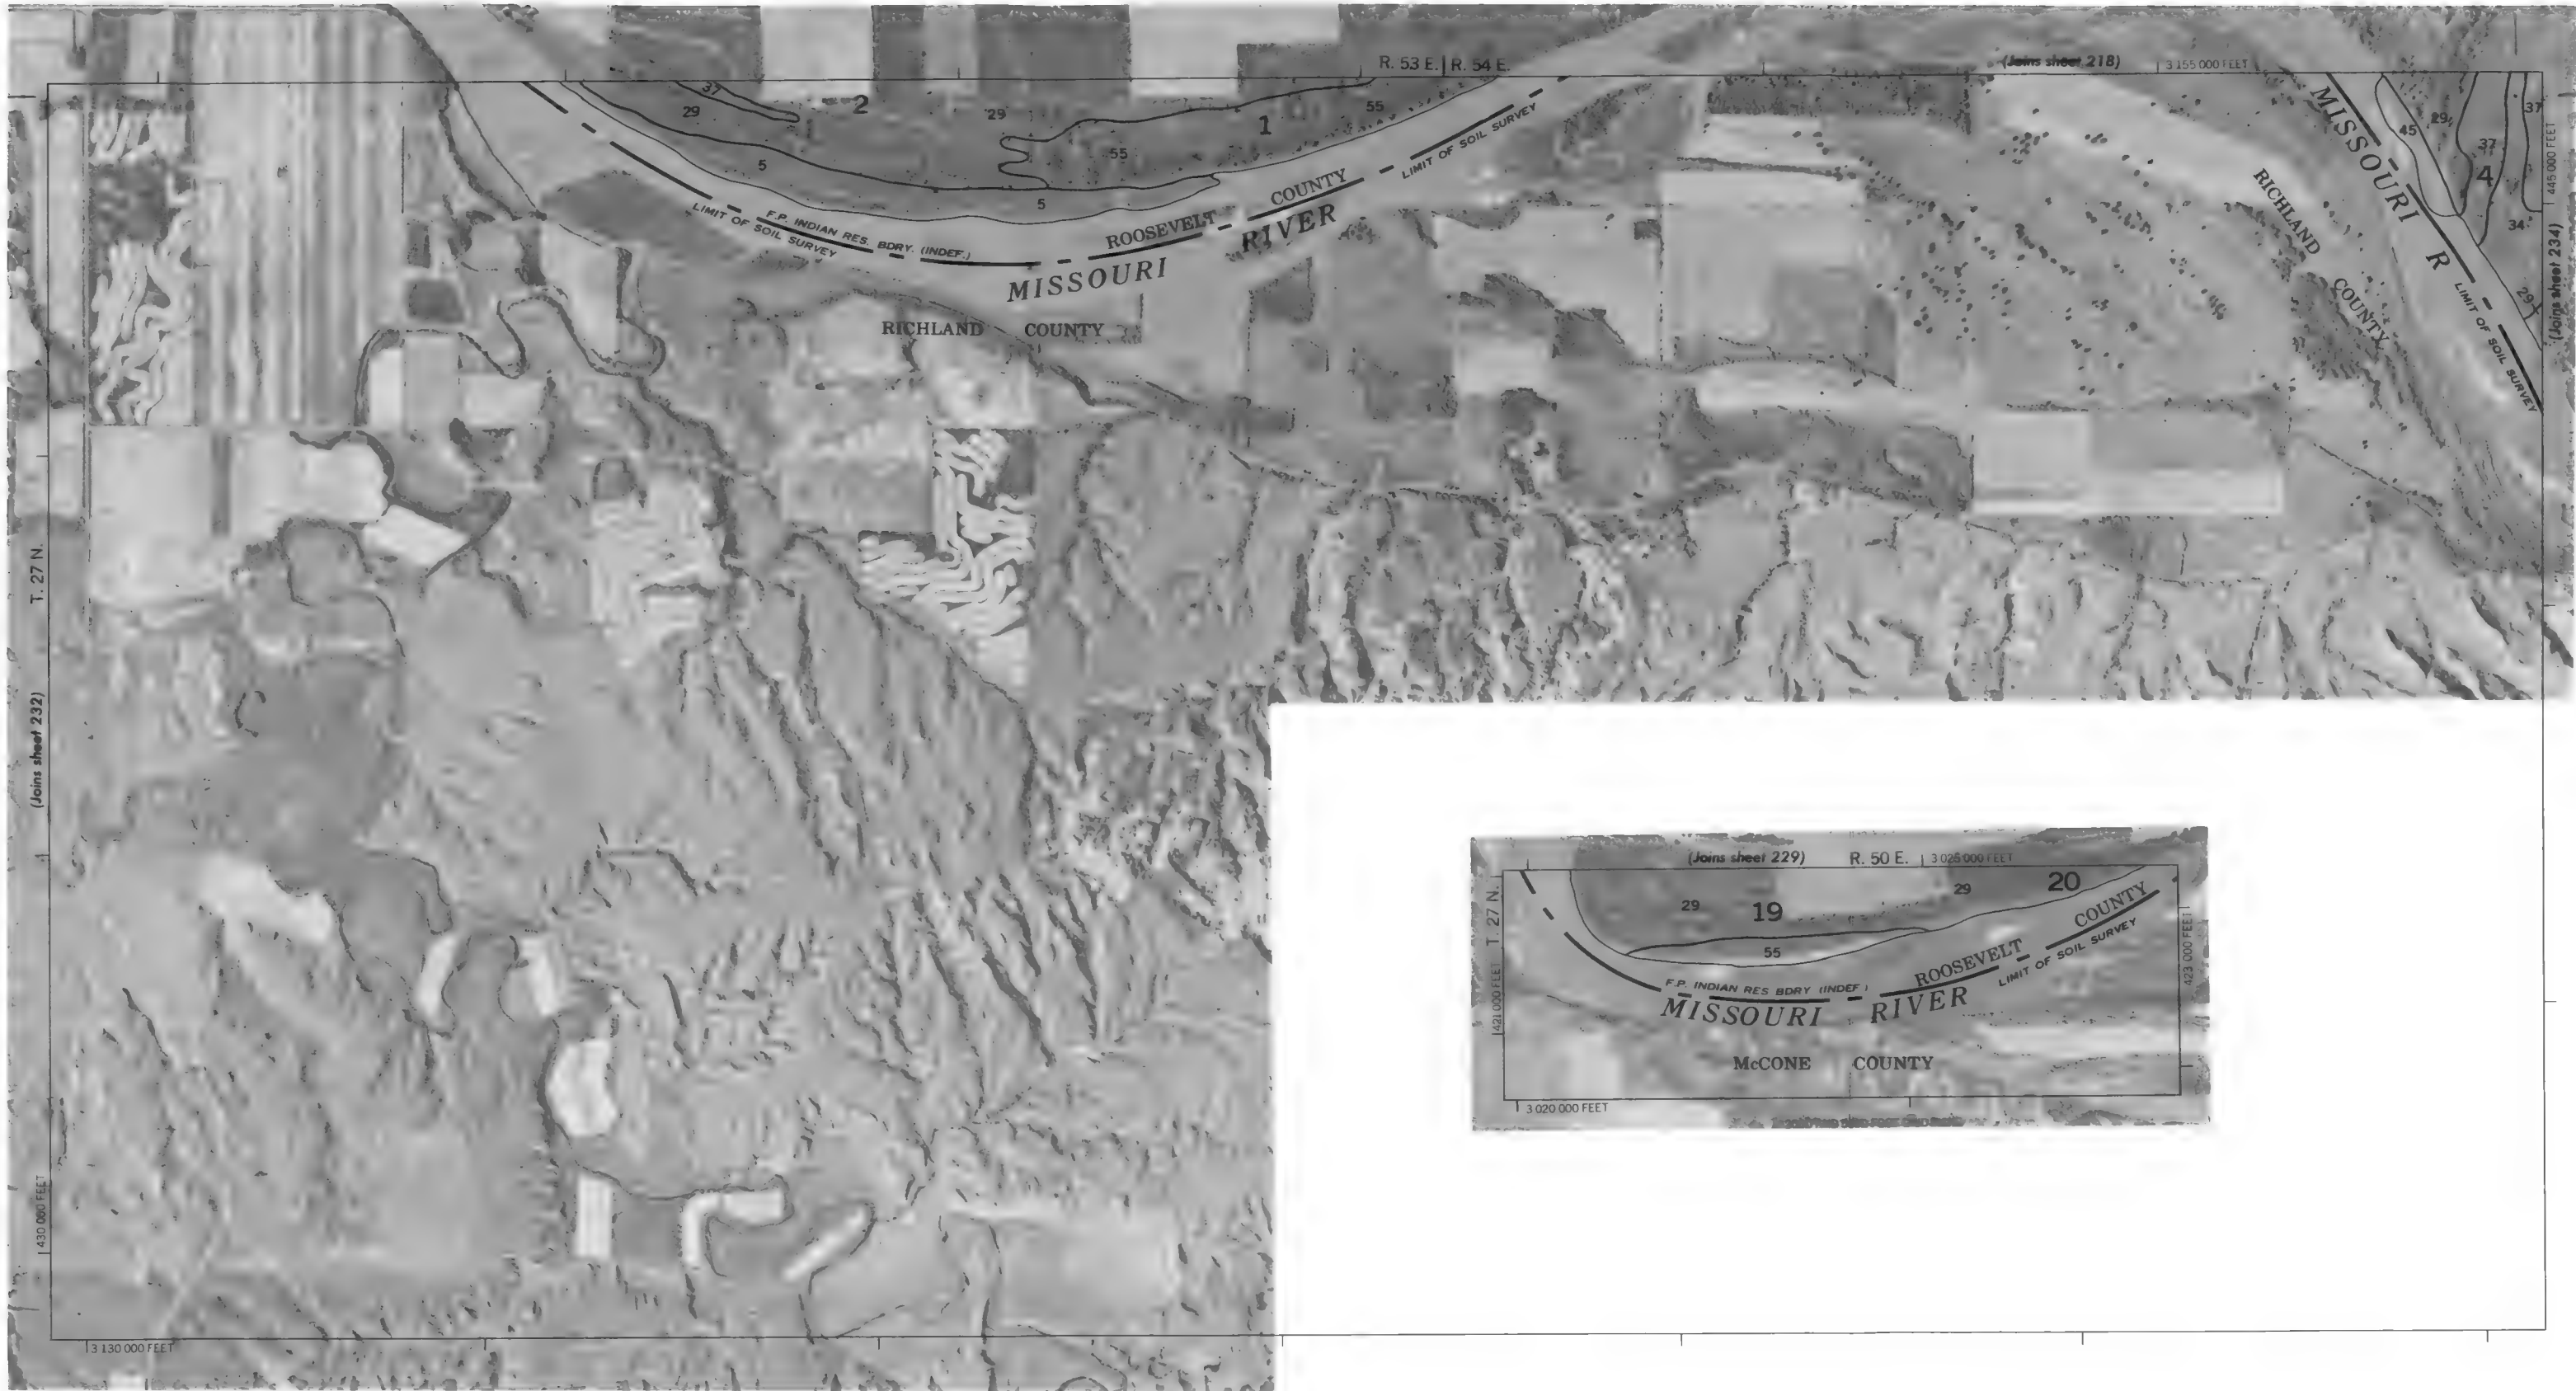 R. 53 E. | R. 54 E.
(Joins sheet 218)
3 155 000 FEET
37
29
2
29
55
1
55
5
5
45
29
37
37
4
34
29
445 000 FEET
(Joins sheet 234)
MISSOURI R
LIMIT OF SOIL SURVEY
RICHLAND COUNTY
LIMIT OF SOIL SURVEY
ROOSEVELT COUNTY
F.P. INDIAN RES. BDRY. (INDEF.)
LIMIT OF SOIL SURVEY
MISSOURI RIVER
RICHLAND COUNTY
T. 27 N.
(Joins sheet 232)
430 000 FEET
3 130 000 FEET
(Joins sheet 229)
R. 50 E.
3 025 000 FEET
T. 27 N.
421 000 FEET
29
19
29
20
55
ROOSEVELT COUNTY
LIMIT OF SOIL SURVEY
F.P. INDIAN RES BDRY (INDEF.)
MISSOURI RIVER
423 000 FEET
McCONE COUNTY
3 020 000 FEET